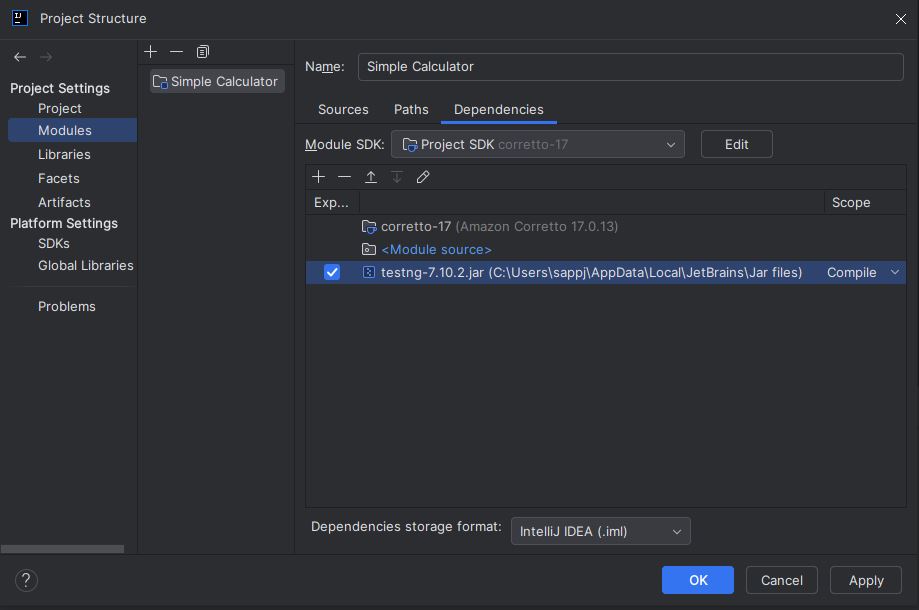 Project Structure
Project Settings
Project
Modules
Libraries
Facets
Artifacts
Platform Settings
SDKs
Global Libraries
Problems
Simple Calculator
Name: Simple Calculator
Sources Paths Dependencies
Module SDK: Project SDK corretto-17 Edit
Exp... Scope
corretto-17 (Amazon Corretto 17.0.13)
<Module source>
testng-7.10.2.jar (C:\Users\sappj\AppData\Local\JetBrains\Jar files) Compile
Dependencies storage format: IntelliJ IDEA (.iml)
? OK Cancel Apply